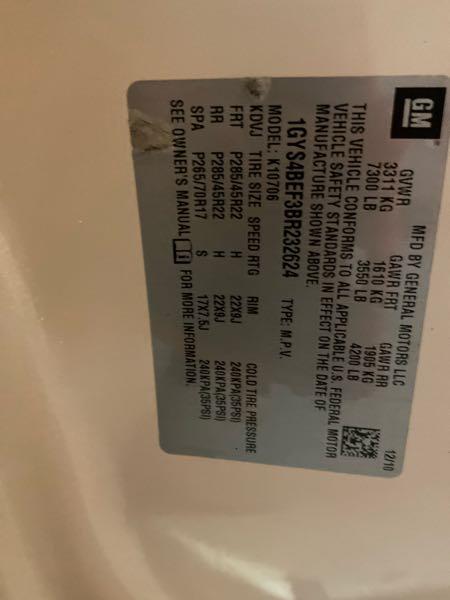 GM
MFD BY GENERAL MOTORS LLC
12/10
GVWR GAWR FRT GAWR RR
3311 KG 1610 KG 1905 KG
7300 LB 3550 LB 4200 LB
THIS VEHICLE CONFORMS TO ALL APPLICABLE U.S. FEDERAL MOTOR
VEHICLE SAFETY STANDARDS IN EFFECT ON THE DATE OF
MANUFACTURE SHOWN ABOVE.
1GYS4BEF3BR232624 TYPE: M.P.V.
MODEL: K10706
KDVJ TIRE SIZE SPEED RTG RIM COLD TIRE PRESSURE
FRT P285/45R22 H 22X9J 240KPA(35PSI)
RR P285/45R22 H 22X9J 240KPA(35PSI)
SPA P265/70R17 S 17X7.5J 240KPA(35PSI)
SEE OWNER'S MANUAL FOR MORE INFORMATION.